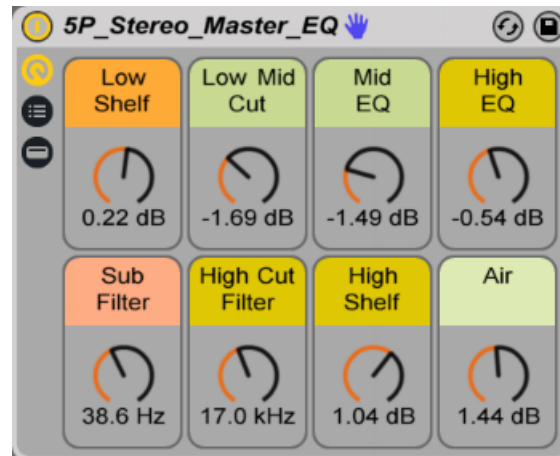 5P_Stereo_Master_EQ
Low Shelf
Low Mid Cut
Mid EQ
High EQ
0.22 dB
-1.69 dB
-1.49 dB
-0.54 dB
Sub Filter
High Cut Filter
High Shelf
Air
38.6 Hz
17.0 kHz
1.04 dB
1.44 dB